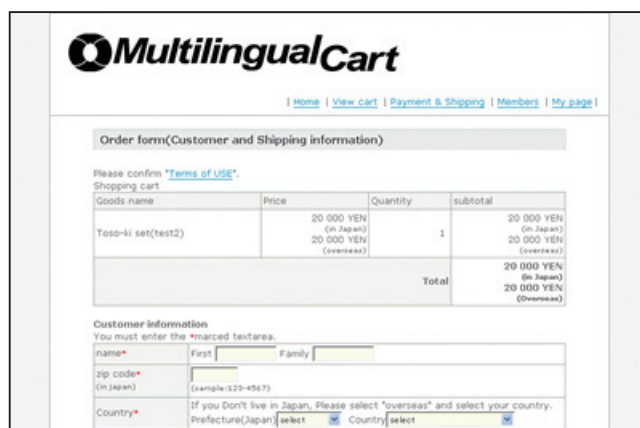 MultilingualCart
| Home | View cart | Payment & Shipping | Members | My page |
Order form(Customer and Shipping information)
Please confirm "Terms of USE".
Shopping cart
Goods name Price Quantity subtotal
Toso-ki set(test2) 20 000 YEN (in Japan) 20 000 YEN (overseas) 1 20 000 YEN (in Japan) 20 000 YEN (overseas)
Total 20 000 YEN (in Japan) 20 000 YEN (Overseas)
Customer information
You must enter the *marced textarea.
name* First Family
zip code* (in japan) (sample:123-4567)
Country* If you Don't live in Japan, Please select "overseas" and select your country.
Prefecture(Japan) select Country select